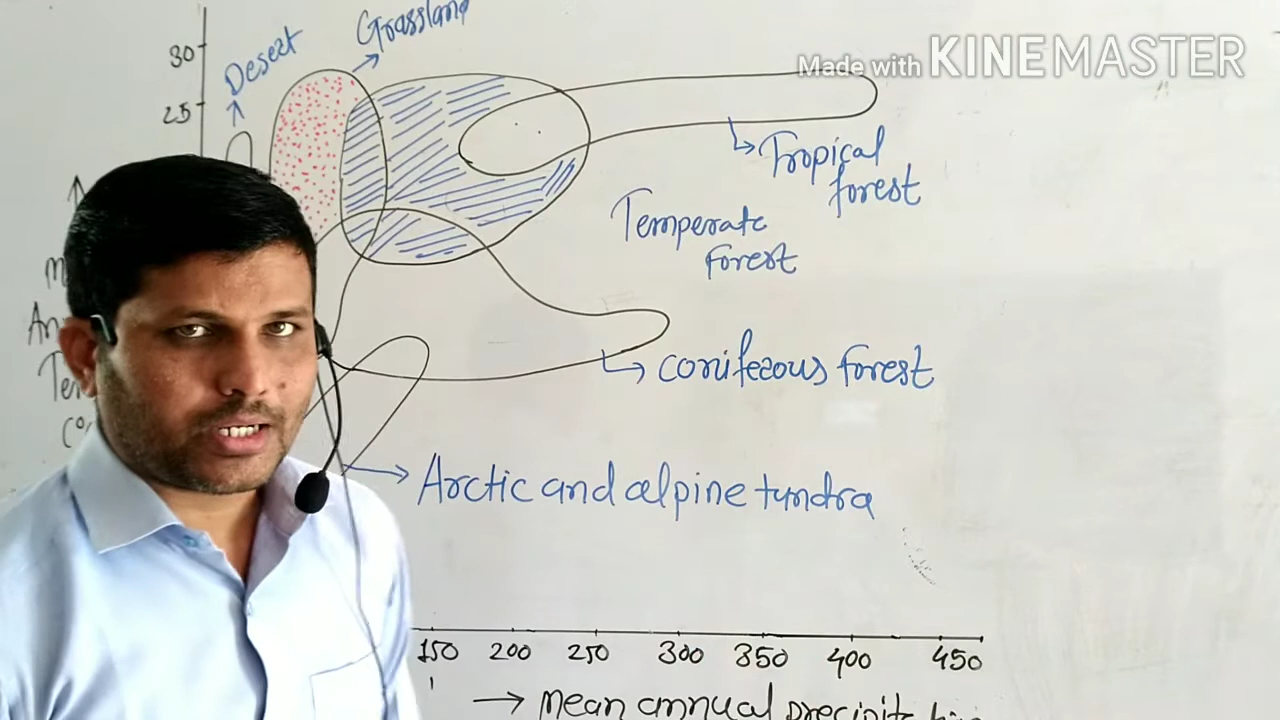 Made with KINEMASTER
30
Desert
Grassland
25
Tropical
forest
Temperate
forest
coniferous forest
Arctic and alpine tundra
150 200 250 300 350 400 450
mean annual